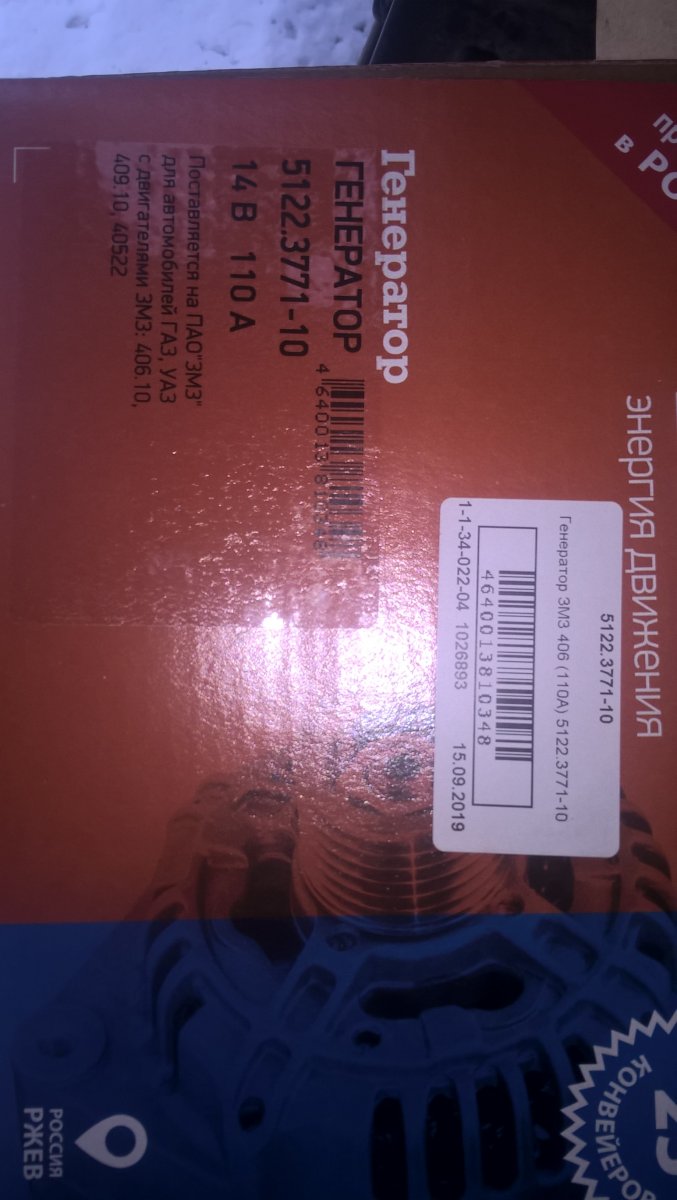 в РО
ЭНЕРГИЯ ДВИЖЕНИЯ
Генератор
ГЕНЕРАТОР
5122.3771-10
14 В 110 А
Поставляется на ПАО"ЗМЗ"
для автомобилей ГАЗ, УАЗ
с двигателями ЗМЗ: 406.10,
409.10, 40522
5122.3771-10
Генератор ЗМЗ 406 (110А) 5122.3771-10
4640013810348
1-1-34-022-04 1026893 15.09.2019
КОНВЕЙЕРО
РОССИЯ
РЖЕВ